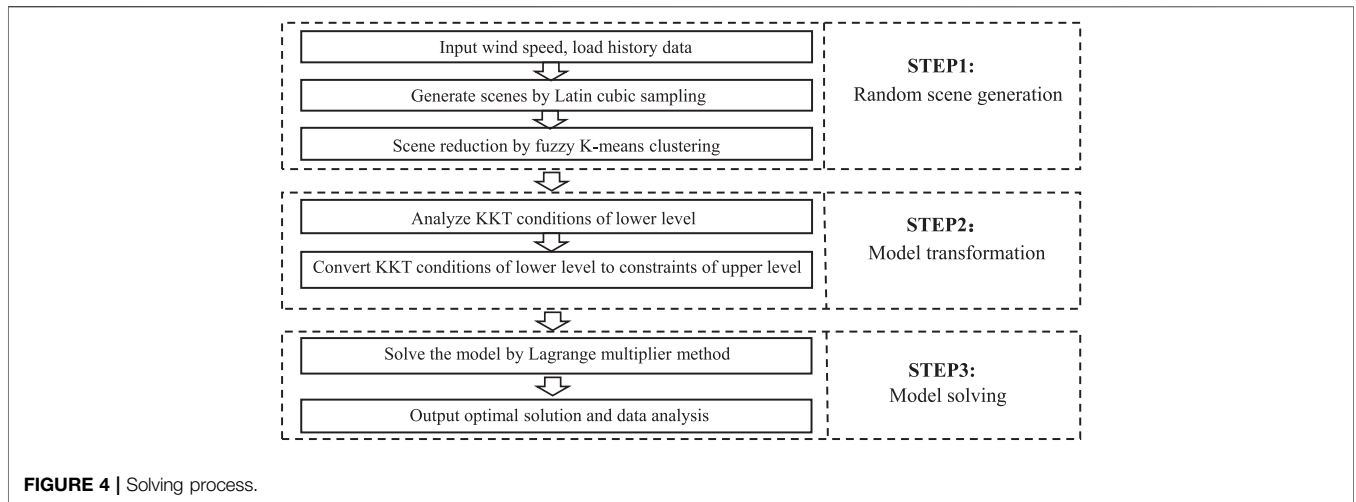 Input wind speed, load history data
Generate scenes by Latin cubic sampling
Scene reduction by fuzzy K-means clustering
STEP1:
Random scene generation
Analyze KKT conditions of lower level
Convert KKT conditions of lower level to constraints of upper level
STEP2:
Model transformation
Solve the model by Lagrange multiplier method
Output optimal solution and data analysis
STEP3:
Model solving
FIGURE 4 | Solving process.